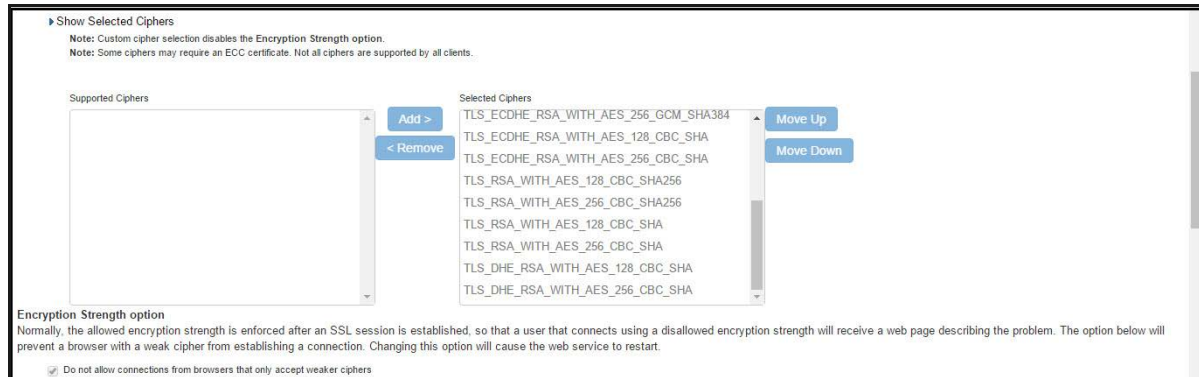 Show Selected Ciphers
Note: Custom cipher selection disables the Encryption Strength option.
Note: Some ciphers may require an ECC certificate. Not all ciphers are supported by all clients.
Supported Ciphers
Selected Ciphers
Add >
< Remove
TLS_ECDHE_RSA_WITH_AES_256_GCM_SHA384
TLS_ECDHE_RSA_WITH_AES_128_CBC_SHA
TLS_ECDHE_RSA_WITH_AES_256_CBC_SHA
TLS_RSA_WITH_AES_128_CBC_SHA256
TLS_RSA_WITH_AES_256_CBC_SHA256
TLS_RSA_WITH_AES_128_CBC_SHA
TLS_RSA_WITH_AES_256_CBC_SHA
TLS_DHE_RSA_WITH_AES_128_CBC_SHA
TLS_DHE_RSA_WITH_AES_256_CBC_SHA
Move Up
Move Down
Encryption Strength option
Normally, the allowed encryption strength is enforced after an SSL session is established, so that a user that connects using a disallowed encryption strength will receive a web page describing the problem. The option below will
prevent a browser with a weak cipher from establishing a connection. Changing this option will cause the web service to restart.
Do not allow connections from browsers that only accept weaker ciphers